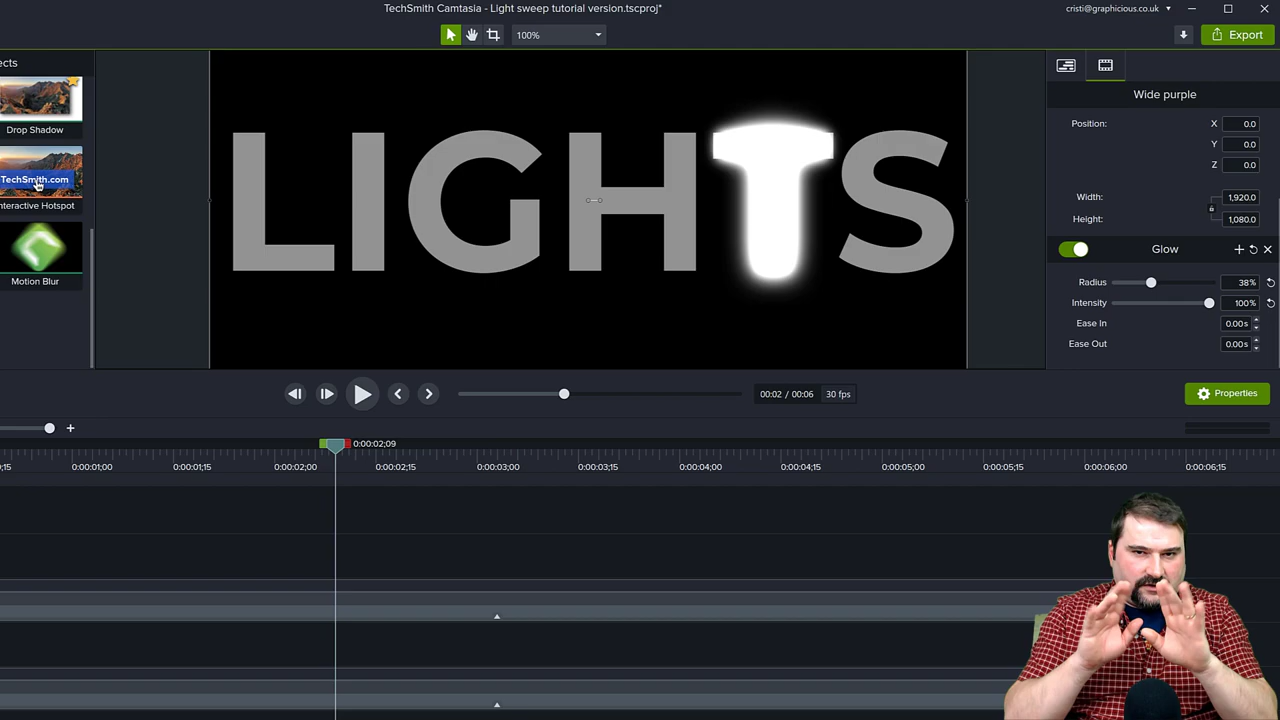 TechSmith Camtasia - Light sweep tutorial version.tscproj*
cristi@graphicious.co.uk
100%
Export
ects
Drop Shadow
TechSmith.com
nteractive Hotspot
Motion Blur
LIGHTS
Wide purple
Position:
X
0.0
Y
0.0
Z
0.0
Width:
1,920.0
Height:
1,080.0
Glow
Radius
38%
Intensity
100%
Ease In
0.00s
Ease Out
0.00s
00:02 / 00:06
30 fps
Properties
0:00:02;09
;15
0:00:01;00
0:00:01;15
0:00:02;00
0:00:02;15
0:00:03;00
0:00:03;15
0:00:04;00
0:00:04;15
0:00:05;00
0:00:05;15
0:00:06;00
0:00:06;15